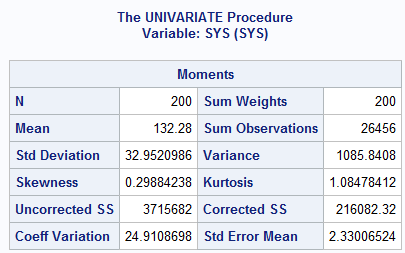 The UNIVARIATE Procedure
Variable: SYS (SYS)
Moments
N 200 Sum Weights 200
Mean 132.28 Sum Observations 26456
Std Deviation 32.9520986 Variance 1085.8408
Skewness 0.29884238 Kurtosis 1.08478412
Uncorrected SS 3715682 Corrected SS 216082.32
Coeff Variation 24.9108698 Std Error Mean 2.33006524